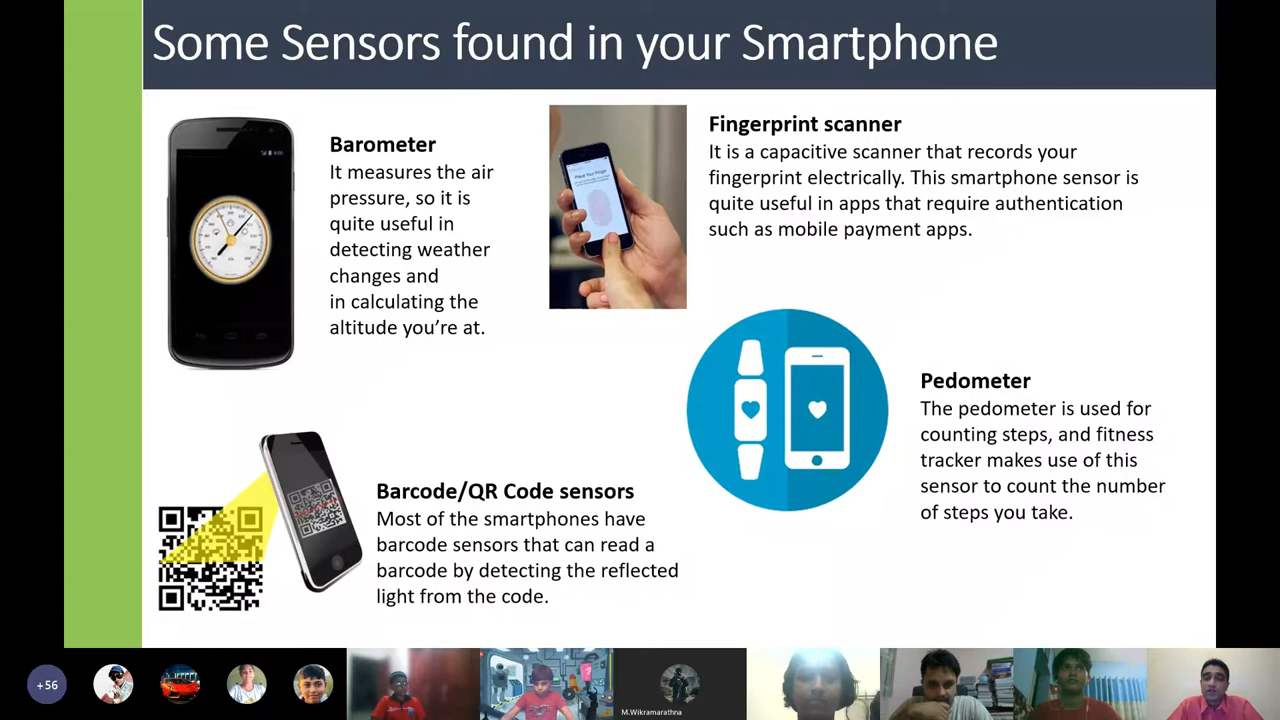 Some Sensors found in your Smartphone
Barometer
It measures the air
pressure, so it is
quite useful in
detecting weather
changes and
in calculating the
altitude you’re at.
Fingerprint scanner
It is a capacitive scanner that records your
fingerprint electrically. This smartphone sensor is
quite useful in apps that require authentication
such as mobile payment apps.
Pedometer
The pedometer is used for
counting steps, and fitness
tracker makes use of this
sensor to count the number
of steps you take.
Barcode/QR Code sensors
Most of the smartphones have
barcode sensors that can read a
barcode by detecting the reflected
light from the code.
+56
M.Wikramarathna